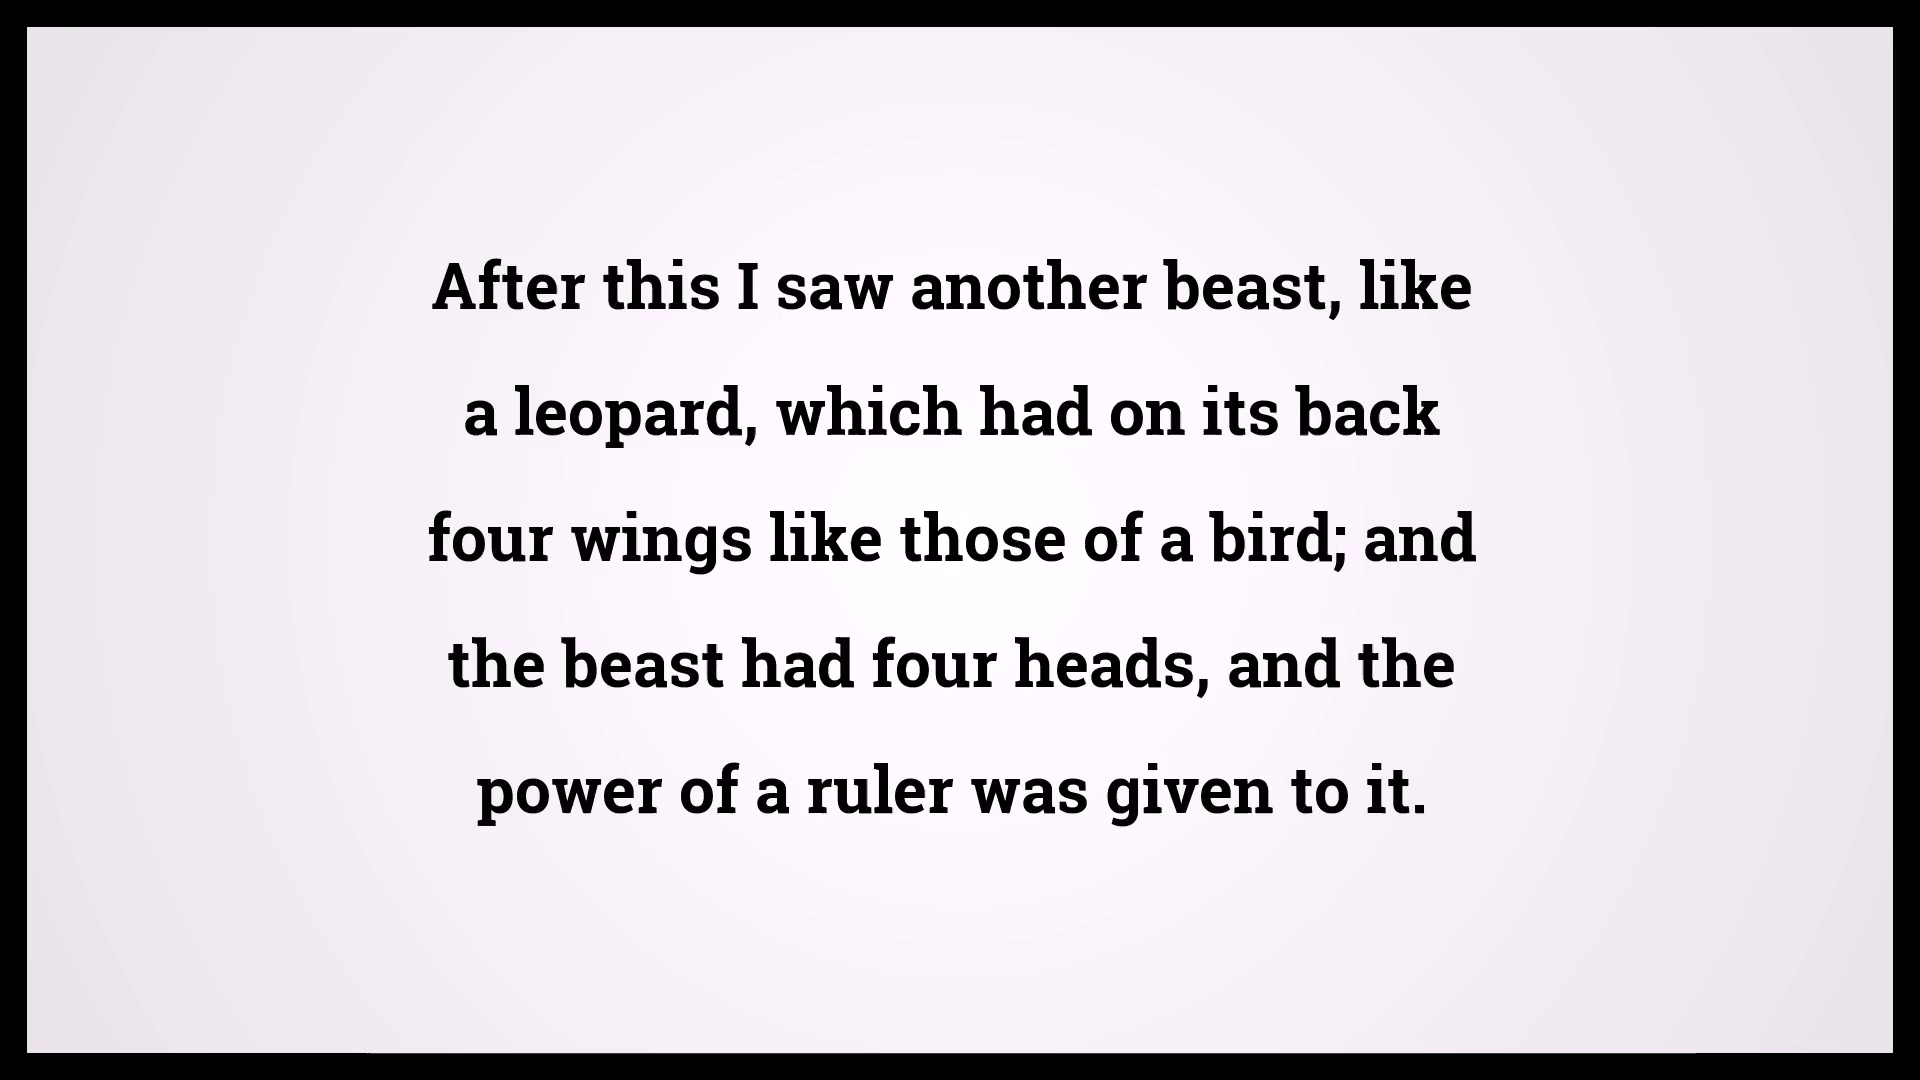 After this I saw another beast, like
a leopard, which had on its back
four wings like those of a bird; and
the beast had four heads, and the
power of a ruler was given to it.